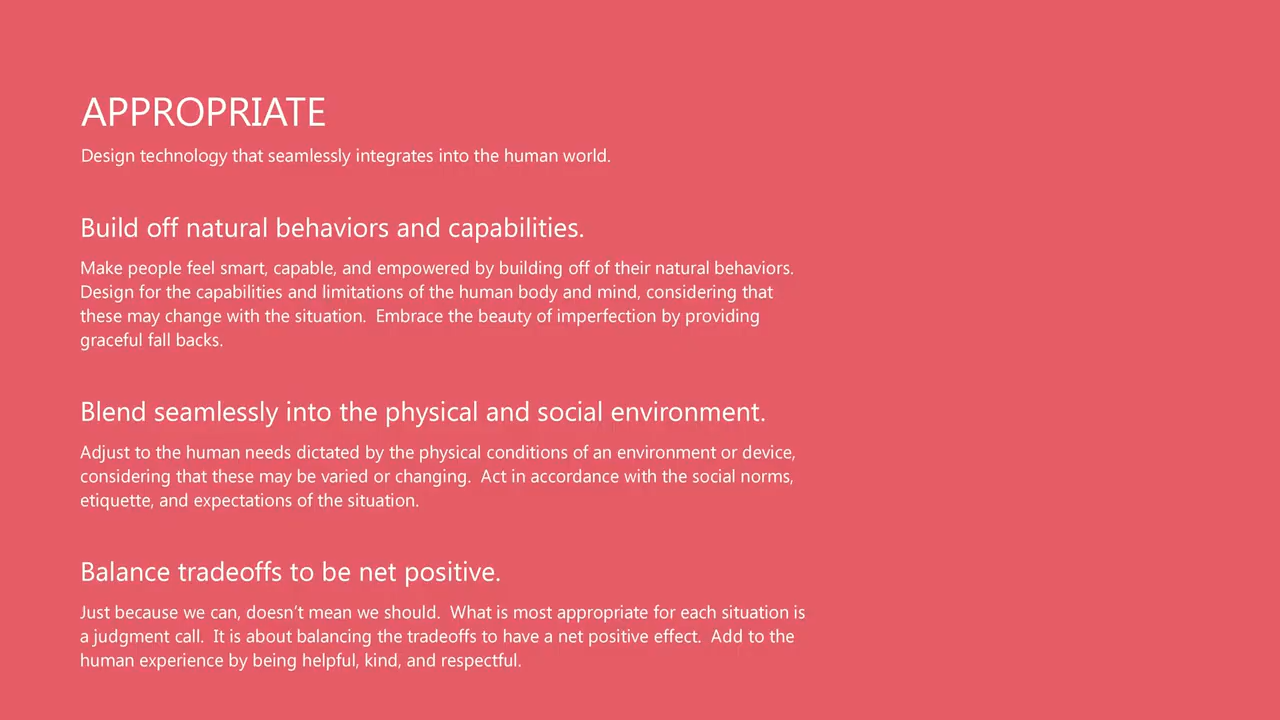 APPROPRIATE
Design technology that seamlessly integrates into the human world.
Build off natural behaviors and capabilities.
Make people feel smart, capable, and empowered by building off of their natural behaviors.
Design for the capabilities and limitations of the human body and mind, considering that
these may change with the situation.  Embrace the beauty of imperfection by providing
graceful fall backs.
Blend seamlessly into the physical and social environment.
Adjust to the human needs dictated by the physical conditions of an environment or device,
considering that these may be varied or changing.  Act in accordance with the social norms,
etiquette, and expectations of the situation.
Balance tradeoffs to be net positive.
Just because we can, doesn’t mean we should.  What is most appropriate for each situation is
a judgment call.  It is about balancing the tradeoffs to have a net positive effect.  Add to the
human experience by being helpful, kind, and respectful.